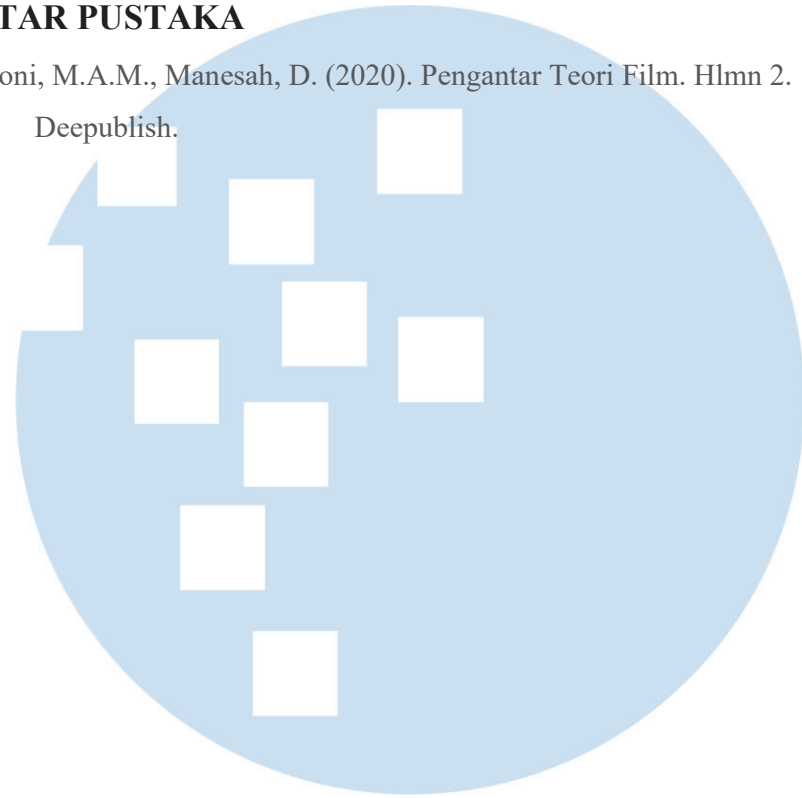 TAR PUSTAKA
oni, M.A.M., Manesah, D. (2020). Pengantar Teori Film. Hlmn 2.
Deepublish.